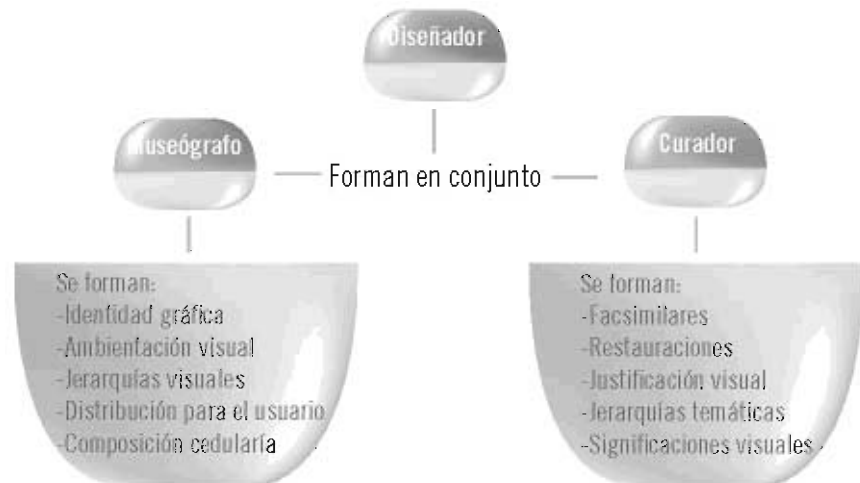 Diseñador
Museógrafo
Curador
Forman en conjunto
Se forman:
-Identidad gráfica
-Ambientación visual
-Jerarquías visuales
-Distribución para el usuario
-Composición cedularía
Se forman:
-Facsimilares
-Restauraciones
-Justificación visual
-Jerarquías temáticas
-Significaciones visuales